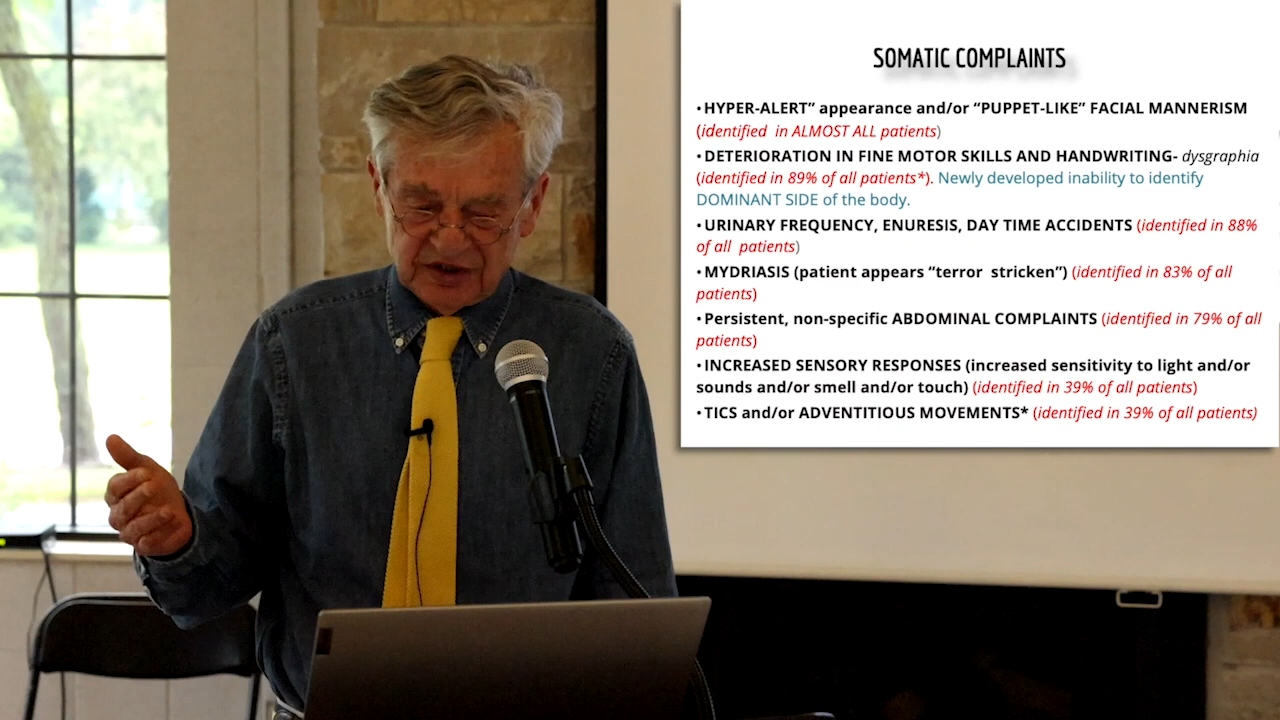 SOMATIC COMPLAINTS
•HYPER-ALERT” appearance and/or “PUPPET-LIKE” FACIAL MANNERISM
(identified in ALMOST ALL patients)
•DETERIORATION IN FINE MOTOR SKILLS AND HANDWRITING- dysgraphia
(identified in 89% of all patients*). Newly developed inability to identify
DOMINANT SIDE of the body.
•URINARY FREQUENCY, ENURESIS, DAY TIME ACCIDENTS (identified in 88%
of all patients)
•MYDRIASIS (patient appears “terror stricken”) (identified in 83% of all
patients)
•Persistent, non-specific ABDOMINAL COMPLAINTS (identified in 79% of all
patients)
•INCREASED SENSORY RESPONSES (increased sensitivity to light and/or
sounds and/or smell and/or touch) (identified in 39% of all patients)
•TICS and/or ADVENTITIOUS MOVEMENTS* (identified in 39% of all patients)